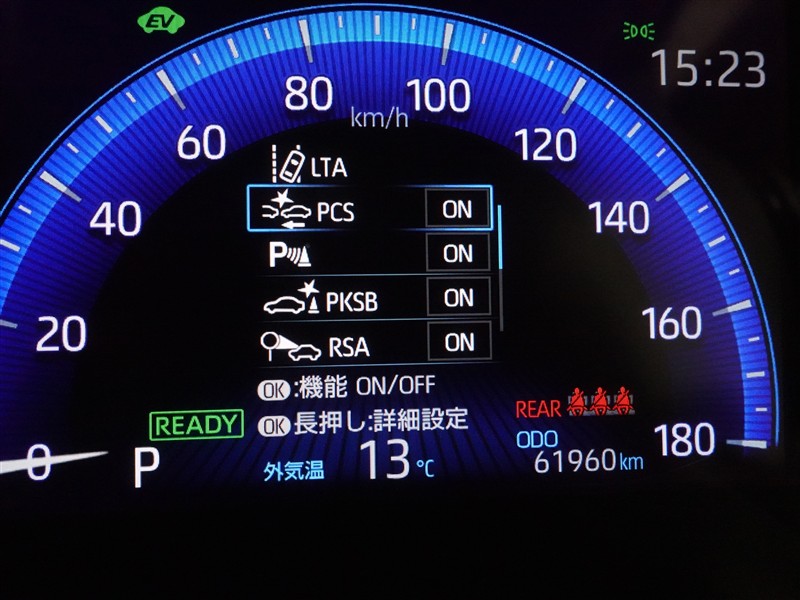 EV
15:23
80
100
km/h
60
120
LTA
40
PCS ON
140
P ON
PKSB ON
20
160
RSA ON
OK:機能 ON/OFF
REAR
READY
OK長押し:詳細設定
ODO
180
0
P
外気温 13℃
61960km